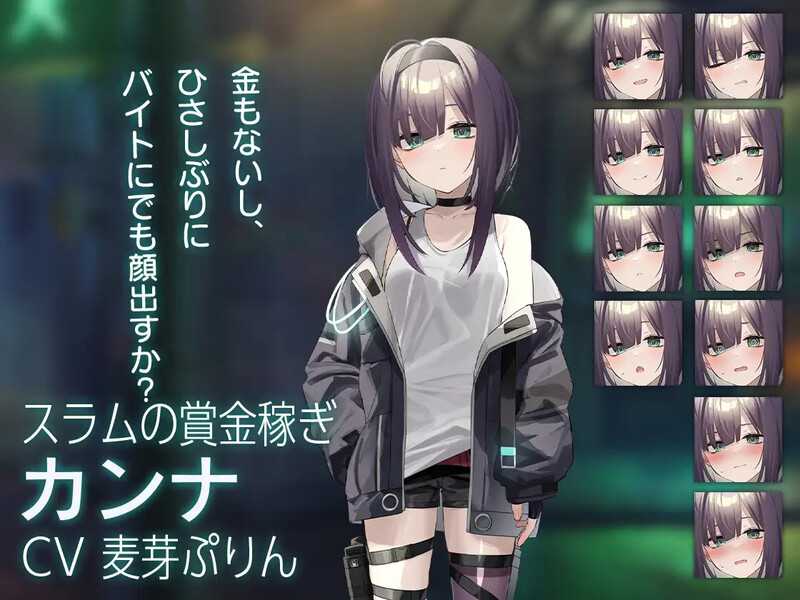 金もないし、
ひさしぶりに
バイトにでも顔出すか?
スラムの賞金稼ぎ
カンナ
CV 麦芽ぷりん